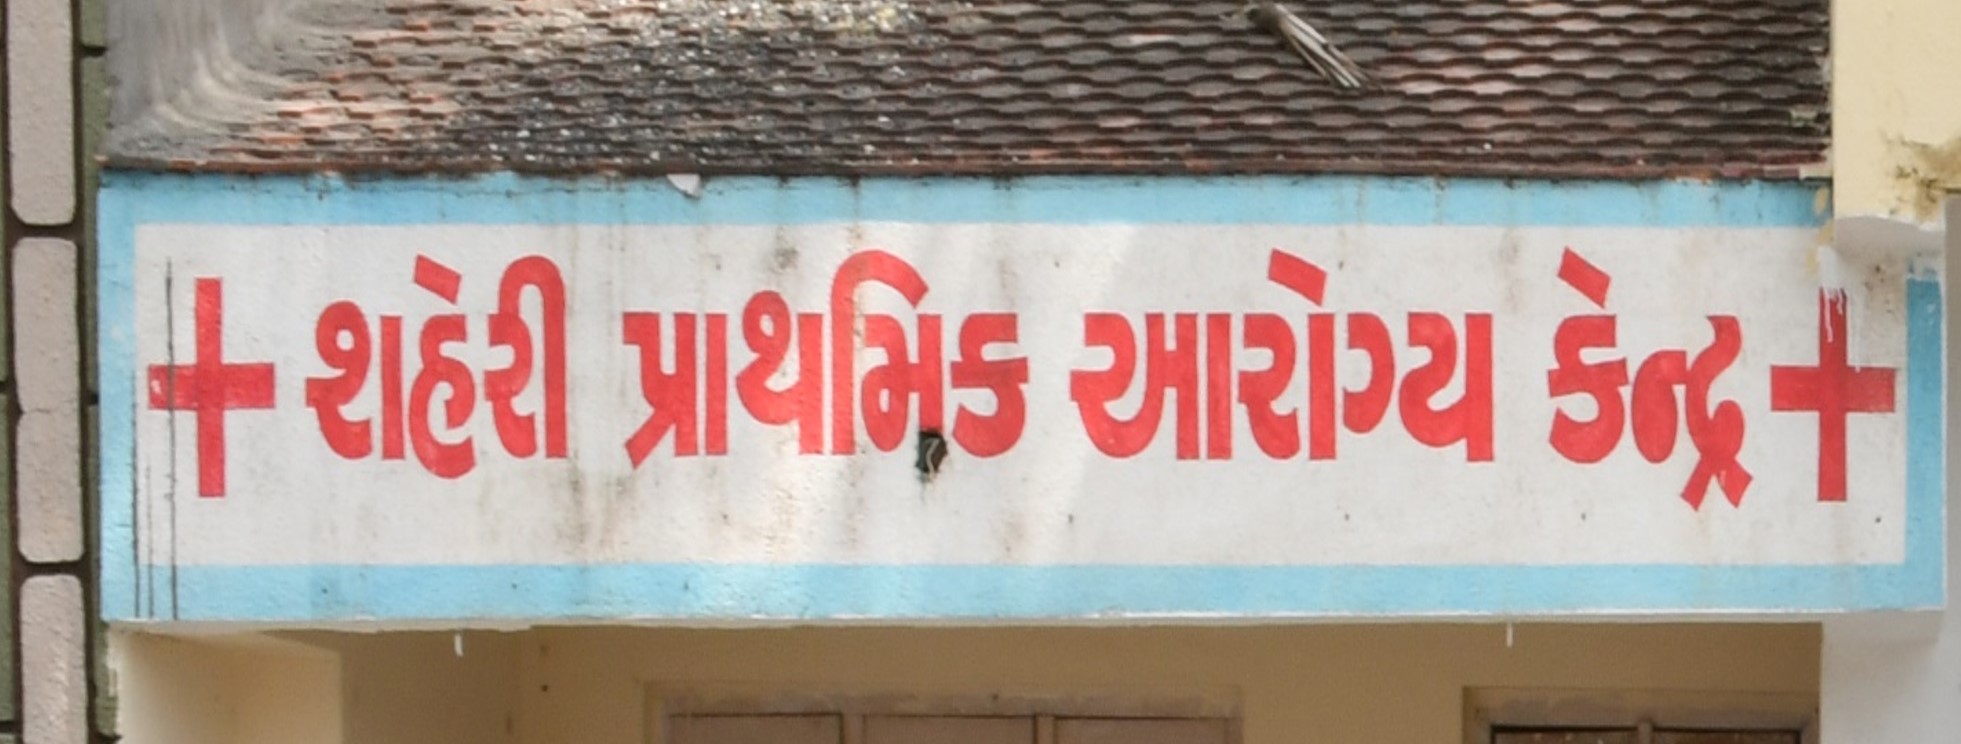 + શહેરી પ્રાથમિક આરોગ્ય કેન્દ્ર +